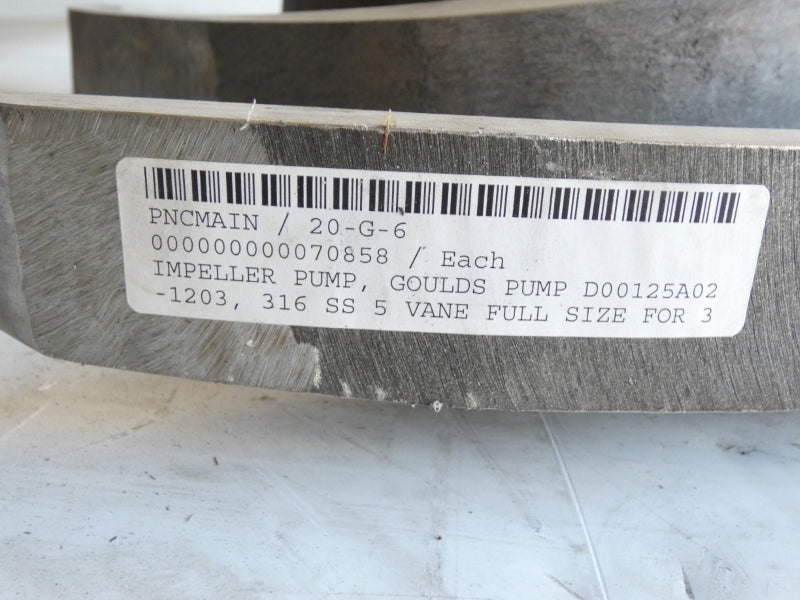 PNCMAIN / 20-G-6
000000000070858 / Each
IMPELLER PUMP, GOULDS PUMP D00125A02
-1203, 316 SS 5 VANE FULL SIZE FOR 3